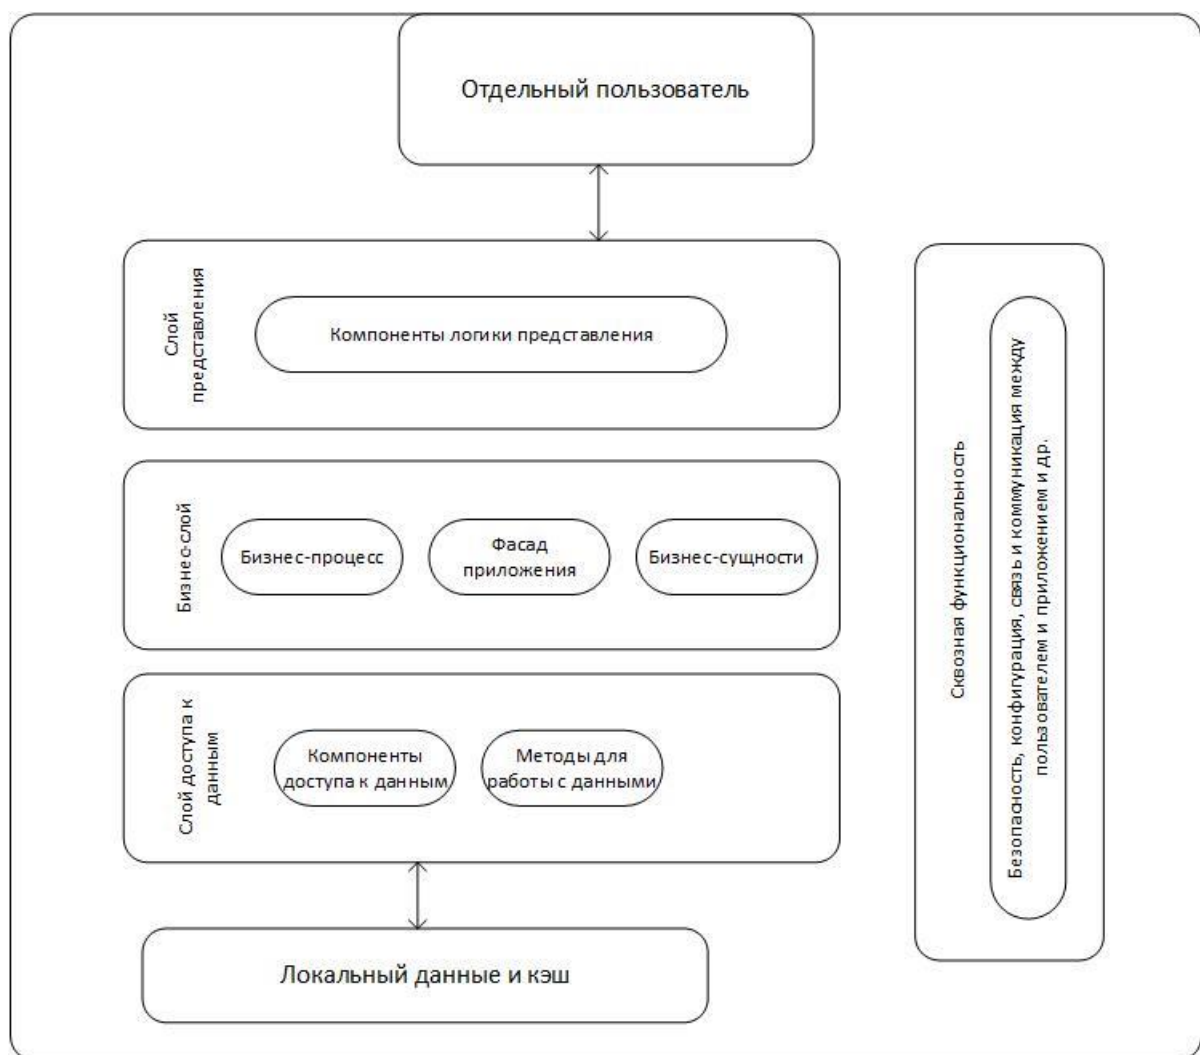 Отдельный пользователь
Слой
представления
Компоненты логики представления
Бизнес-слой
Бизнес-процесс
Фасад
приложения
Бизнес-сущности
Слой доступа к
данным
Компоненты
доступа к данным
Методы для
работы с данными
Локальный данные и кэш
Сквозная функциональность
Безопасность, конфигурация, связь и коммуникация между
пользователем и приложением и др.